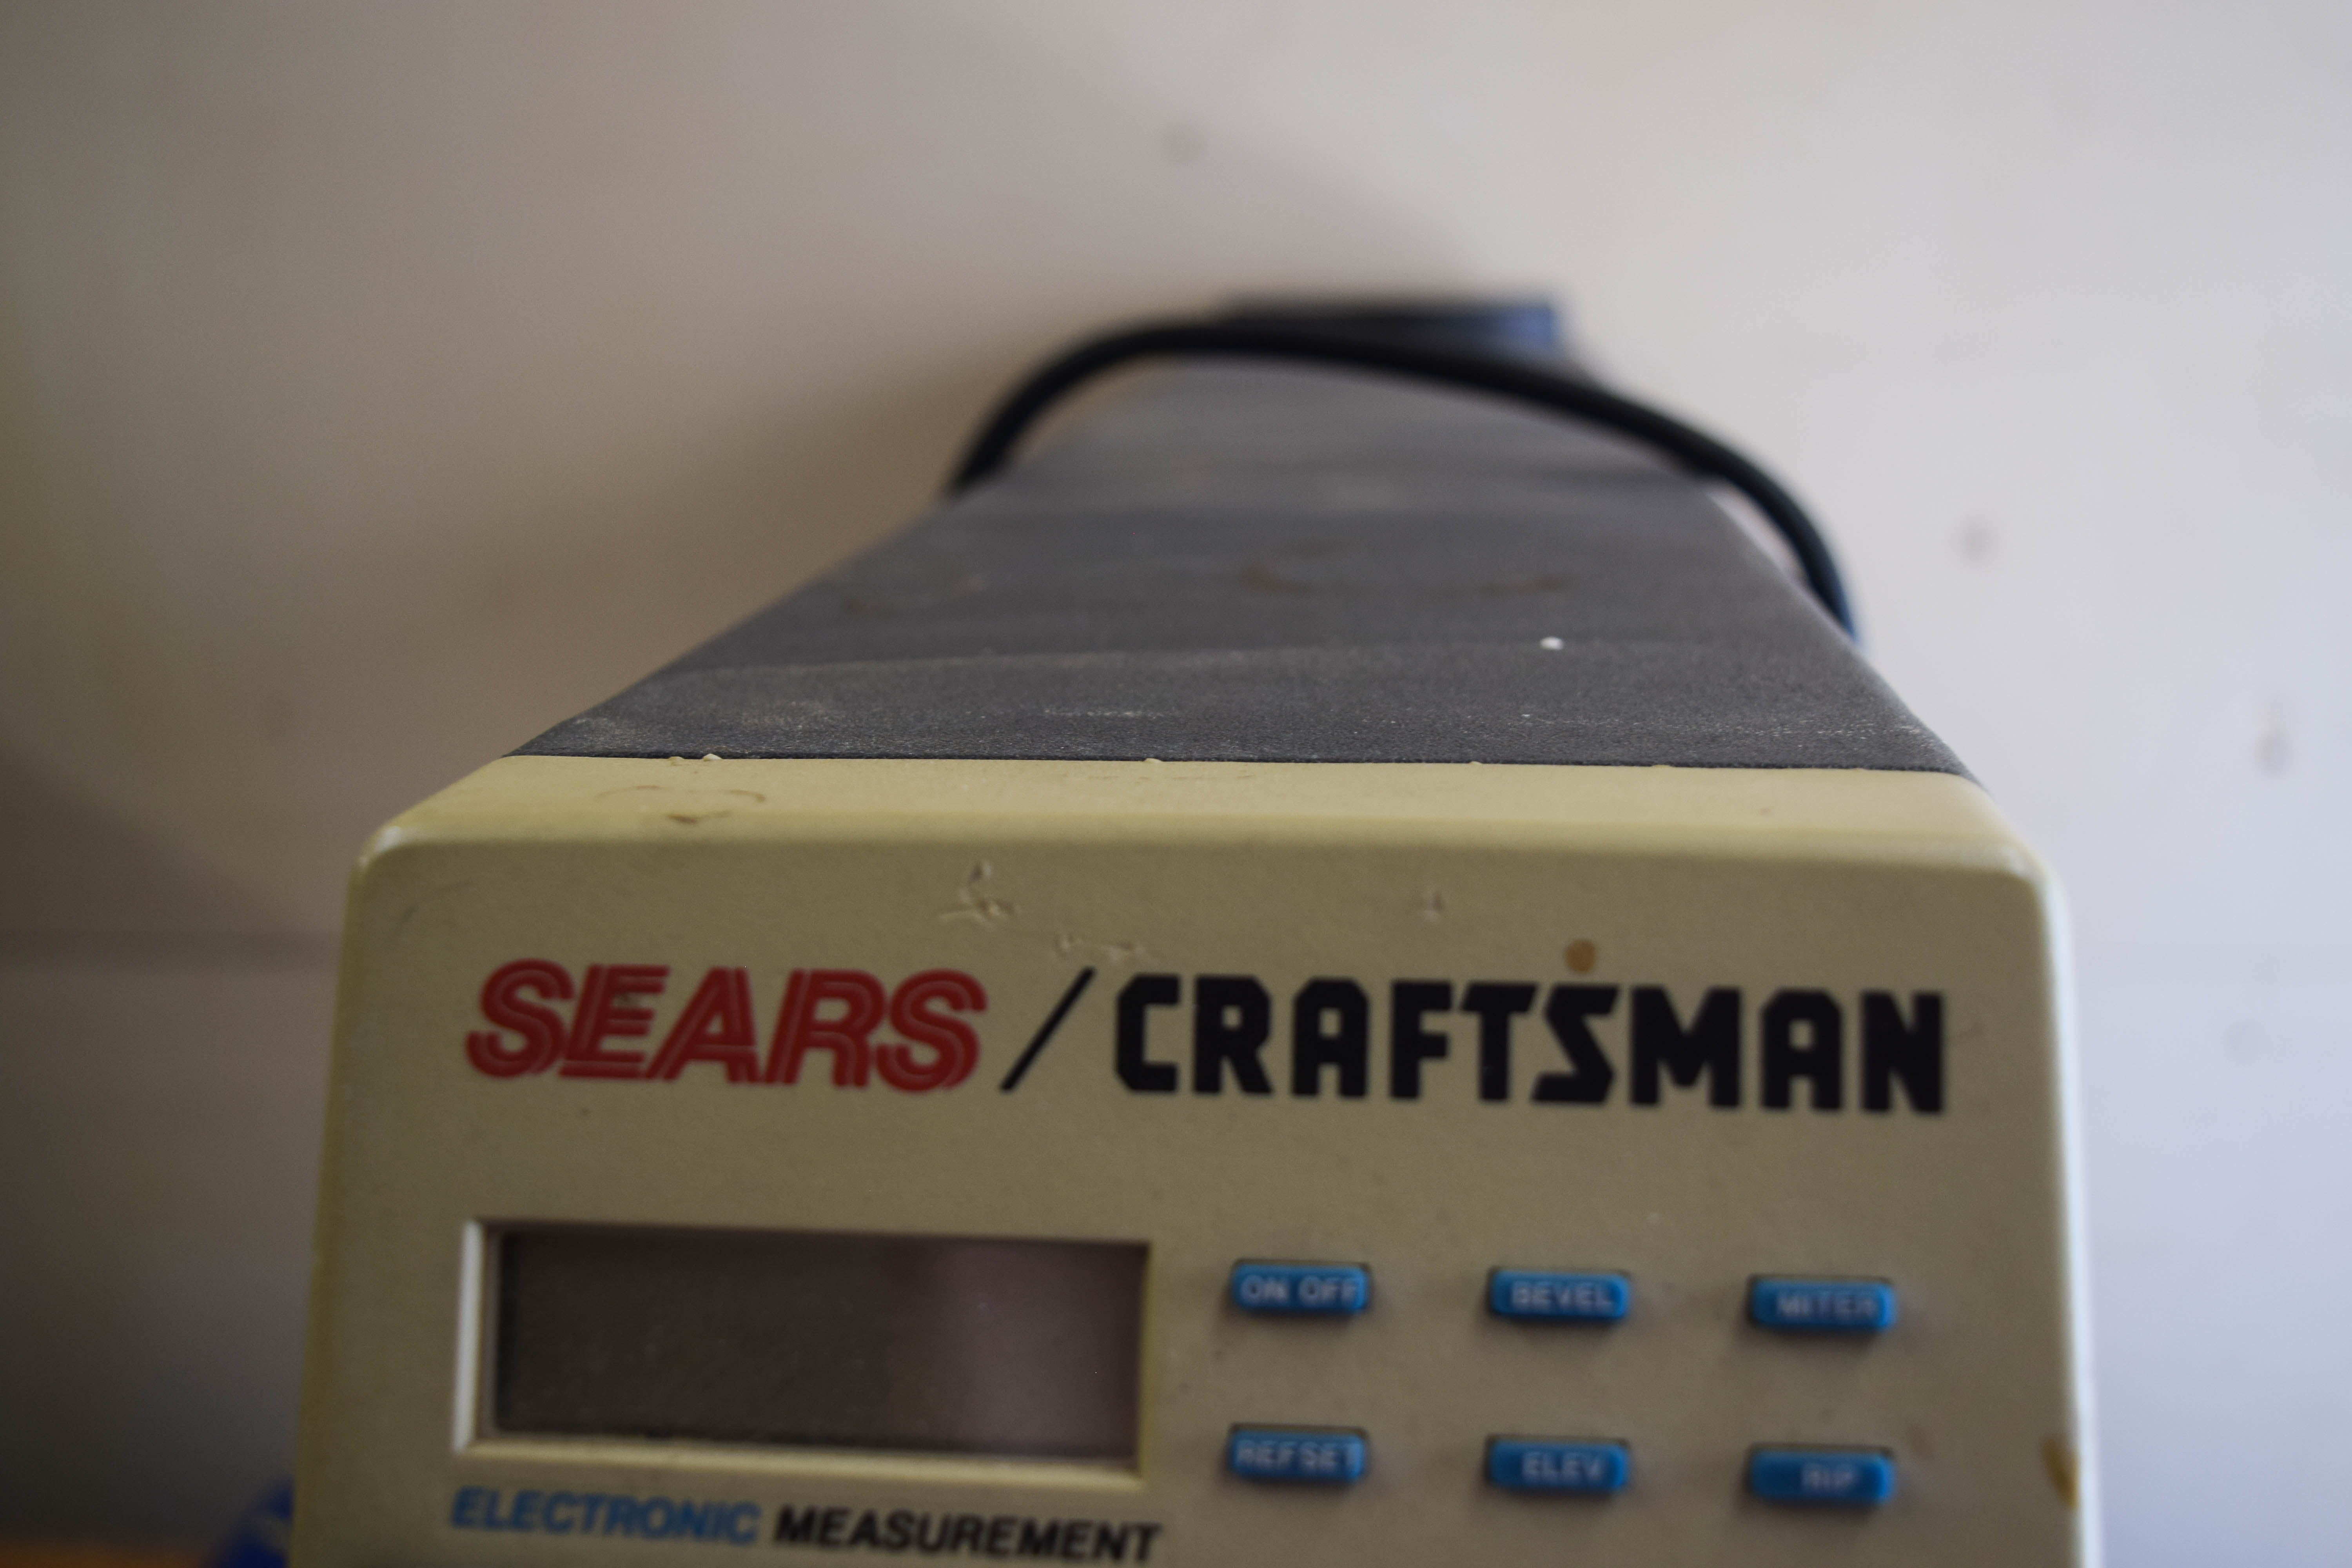 SEARS / CRAFTSMAN
ON OFF BEVEL MITER
REFSET ELEV RIP
ELECTRONIC MEASUREMENT